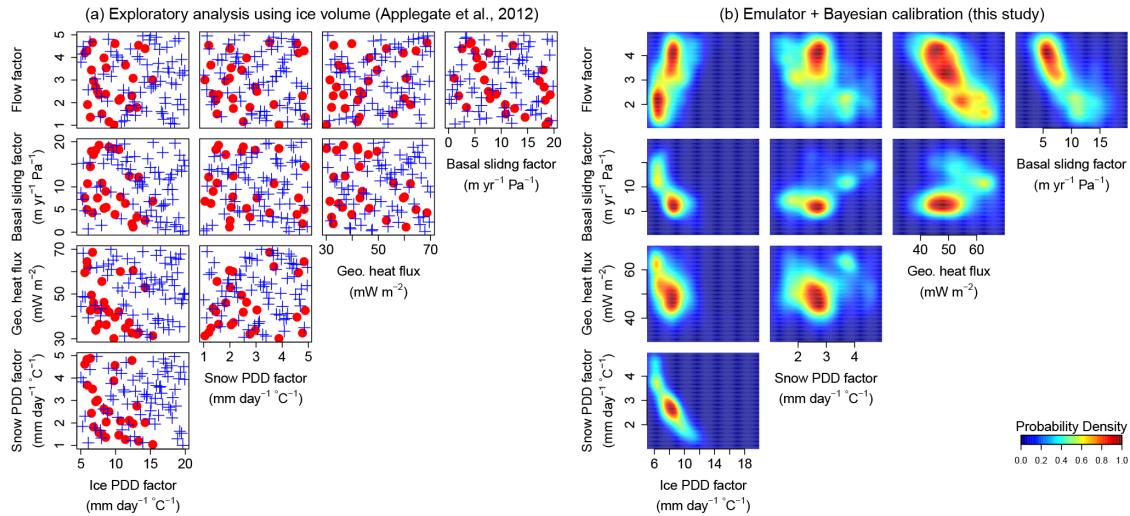 (a) Exploratory analysis using ice volume (Applegate et al., 2012)
(b) Emulator + Bayesian calibration (this study)
Flow factor
1 2 3 4 5
Basal slidng factor
(m yr⁻¹ Pa⁻¹)
0 5 10 15 20
Geo. heat flux
(mW m⁻²)
30 50 70
Snow PDD factor
(mm day⁻¹ °C⁻¹)
1 2 3 4 5
5 10 15 20
Ice PDD factor
(mm day⁻¹ °C⁻¹)
1 2 3 4 5
Snow PDD factor
(mm day⁻¹ °C⁻¹)
30 40 50 60 70
Geo. heat flux
(mW m⁻²)
0 5 10 15 20
Basal slidng factor
(m yr⁻¹ Pa⁻¹)
Flow factor
2 3 4
Basal sliding factor
(m yr⁻¹ Pa⁻¹)
5 10
Geo. heat flux
(mW m⁻²)
40 60
Snow PDD factor
(mm day⁻¹ °C⁻¹)
2 3 4
6 8 10 14 18
Ice PDD factor
(mm day⁻¹ °C⁻¹)
2 3 4
Snow PDD factor
(mm day⁻¹ °C⁻¹)
40 50 60
Geo. heat flux
(mW m⁻²)
5 10 15
Basal slidng factor
(m yr⁻¹ Pa⁻¹)
Probability Density
0.0 0.2 0.4 0.6 0.8 1.0